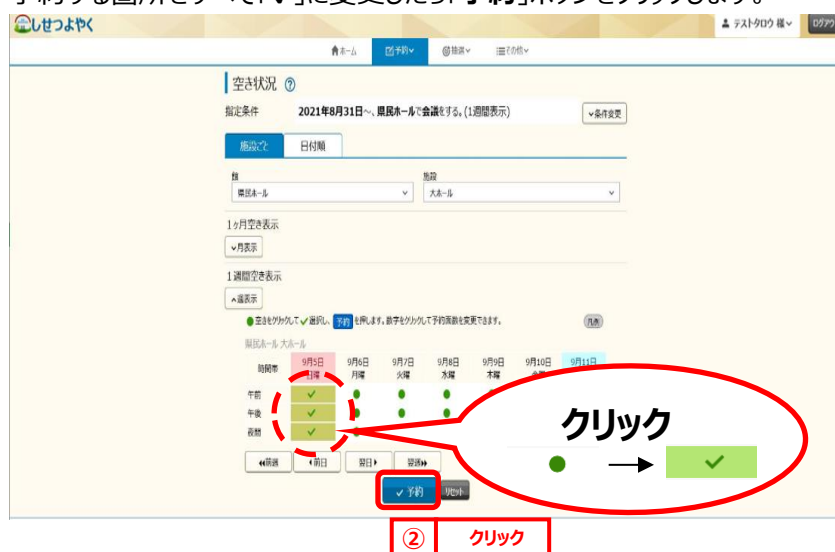 予約する箇所をすべて「✓」に変更したら、「予約」ボタンをクリックします。
しせつよやく
テストタロウ 様
ログアウ
ホーム 予約 抽選 その他
空き状況
指定条件 2021年8月31日～、県民ホールで会議をする。(1週間表示) 条件変更
施設ごと 日付順
館 施設
県民ホール 大ホール
1ヶ月空き表示
月表示
1週間空き表示
週表示
●空きをクリックして✓選択し、予約を押します。数字をクリックして予約面数を変更できます。 凡例
県民ホール 大ホール
時間帯 9月5日 9月6日 9月7日 9月8日 9月9日 9月10日 9月11日
日曜 月曜 火曜 水曜 木曜
午前
午後
夜間
クリック
● → ✓
前週 前日 翌日 翌週
✓ 予約 リセット
② クリック